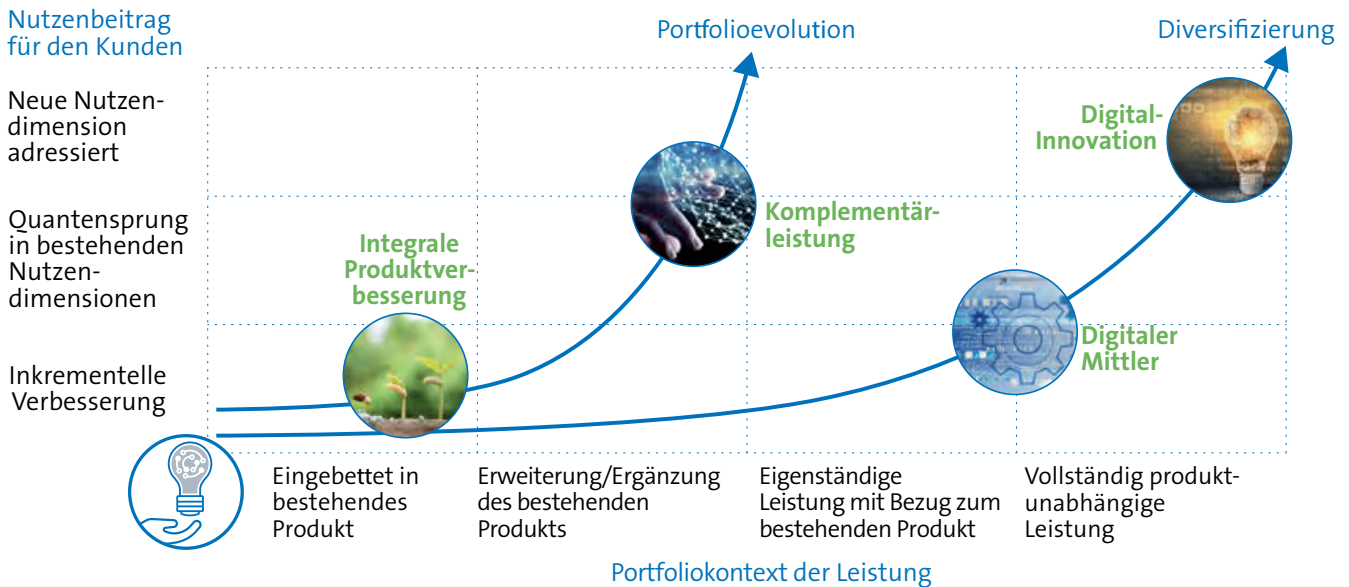 Nutzenbeitrag
für den Kunden
Portfolioevolution
Diversifizierung
Neue Nutzen-
dimension
adressiert
Digital-
Innovation
Quantensprung
in bestehenden
Nutzen-
dimensionen
Komplementär-
leistung
Integrale
Produktver-
besserung
Digitaler
Mittler
Inkrementelle
Verbesserung
Eingebettet in
bestehendes
Produkt
Erweiterung/Ergänzung
des bestehenden
Produkts
Eigenständige
Leistung mit Bezug zum
bestehenden Produkt
Vollständig produkt-
unabhängige
Leistung
Portfoliokontext der Leistung